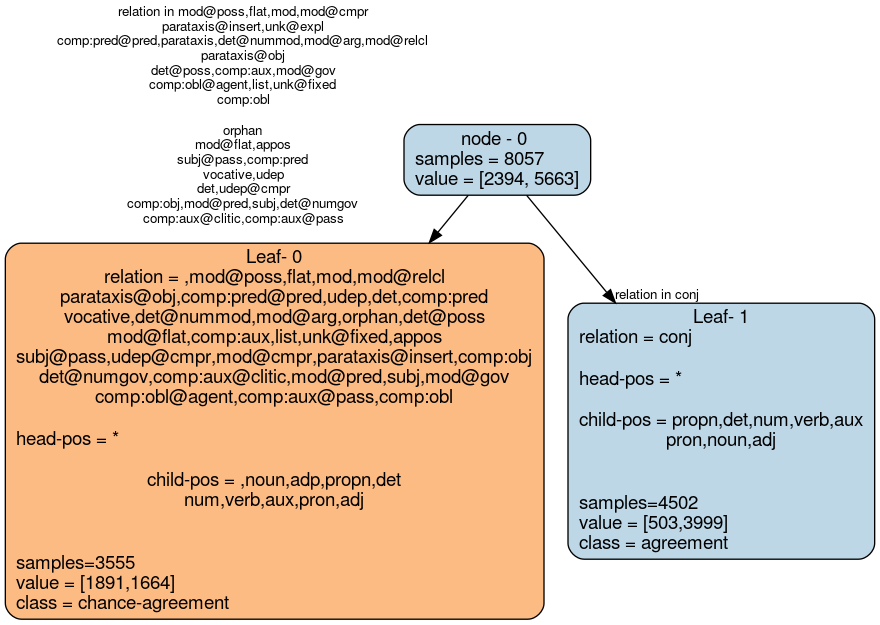 relation in mod@poss,flat,mod,mod@cmpr
parataxis@insert,unk@expl
comp:pred@pred,parataxis,det@nummod,mod@arg,mod@relcl
parataxis@obj
det@poss,comp:aux,mod@gov
comp:obl@agent,list,unk@fixed
comp:obl
orphan
mod@flat,appos
subj@pass,comp:pred
vocative,udep
det,udep@cmpr
comp:obj,mod@pred,subj,det@numgov
comp:aux@clitic,comp:aux@pass
node - 0
samples = 8057
value = [2394, 5663]
relation in conj
Leaf- 0
relation = ,mod@poss,flat,mod,mod@relcl
parataxis@obj,comp:pred@pred,udep,det,comp:pred
vocative,det@nummod,mod@arg,orphan,det@poss
mod@flat,comp:aux,list,unk@fixed,appos
subj@pass,udep@cmpr,mod@cmpr,parataxis@insert,comp:obj
det@numgov,comp:aux@clitic,mod@pred,subj,mod@gov
comp:obl@agent,comp:aux@pass,comp:obl
head-pos = *
child-pos = ,noun,adp,propn,det
num,verb,aux,pron,adj
samples=3555
value = [1891,1664]
class = chance-agreement
Leaf- 1
relation = conj
head-pos = *
child-pos = propn,det,num,verb,aux
pron,noun,adj
samples=4502
value = [503,3999]
class = agreement